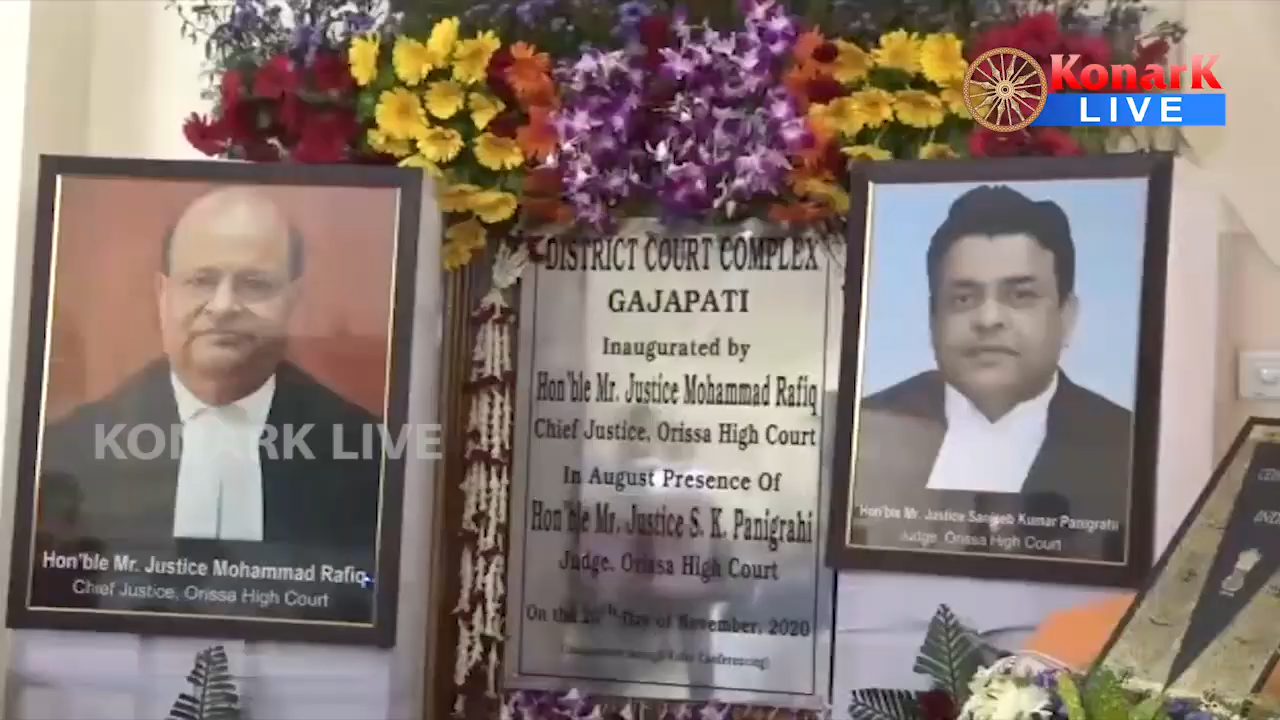 KonarK
LIVE
DISTRICT COURT COMPLEX
GAJAPATI
Inaugurated by
Hon'ble Mr. Justice Mohammad Rafiq
Chief Justice, Orissa High Court
In August Presence Of
Hon'ble Mr. Justice S. K. Panigrahi
Judge, Orissa High Court
On the Day of November, 2020
Hon'ble Mr. Justice Mohammad Rafiq
Chief Justice, Orissa High Court
Hon'ble Mr. Justice Sanjeeb Kumar Panigrahi
Judge, Orissa High Court
KONARK LIVE